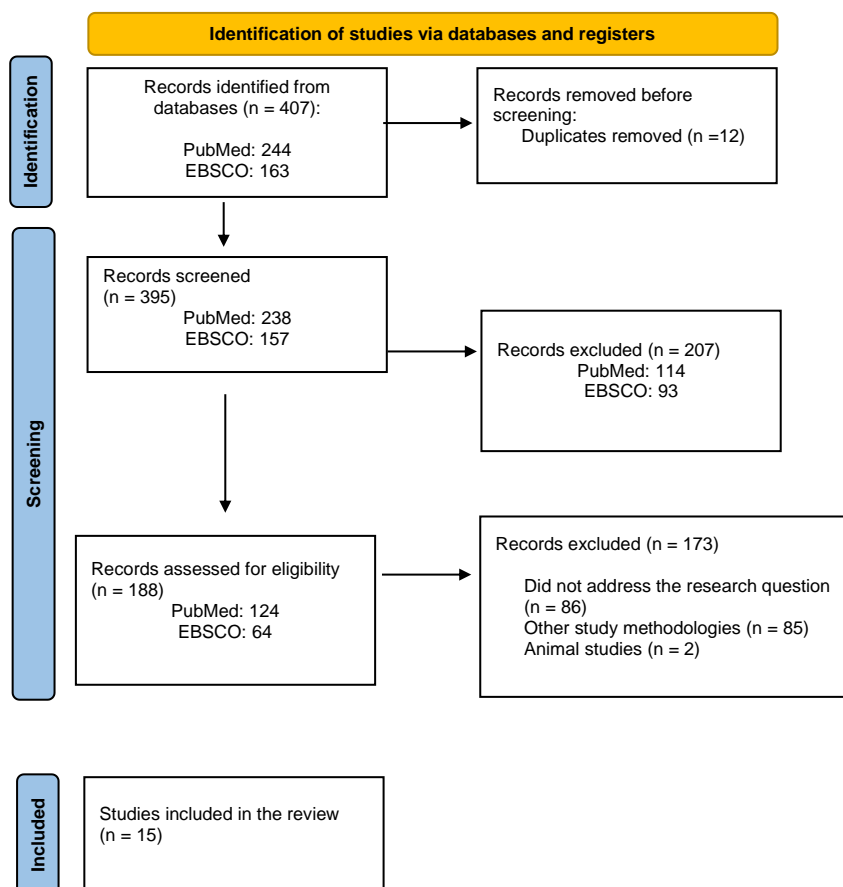 Identification of studies via databases and registers
Identification
Records identified from
databases (n = 407):
PubMed: 244
EBSCO: 163
Records removed before
screening:
Duplicates removed (n =12)
Screening
Records screened
(n = 395)
PubMed: 238
EBSCO: 157
Records excluded (n = 207)
PubMed: 114
EBSCO: 93
Records assessed for eligibility
(n = 188)
PubMed: 124
EBSCO: 64
Records excluded (n = 173)
Did not address the research question
(n = 86)
Other study methodologies (n = 85)
Animal studies (n = 2)
Included
Studies included in the review
(n = 15)